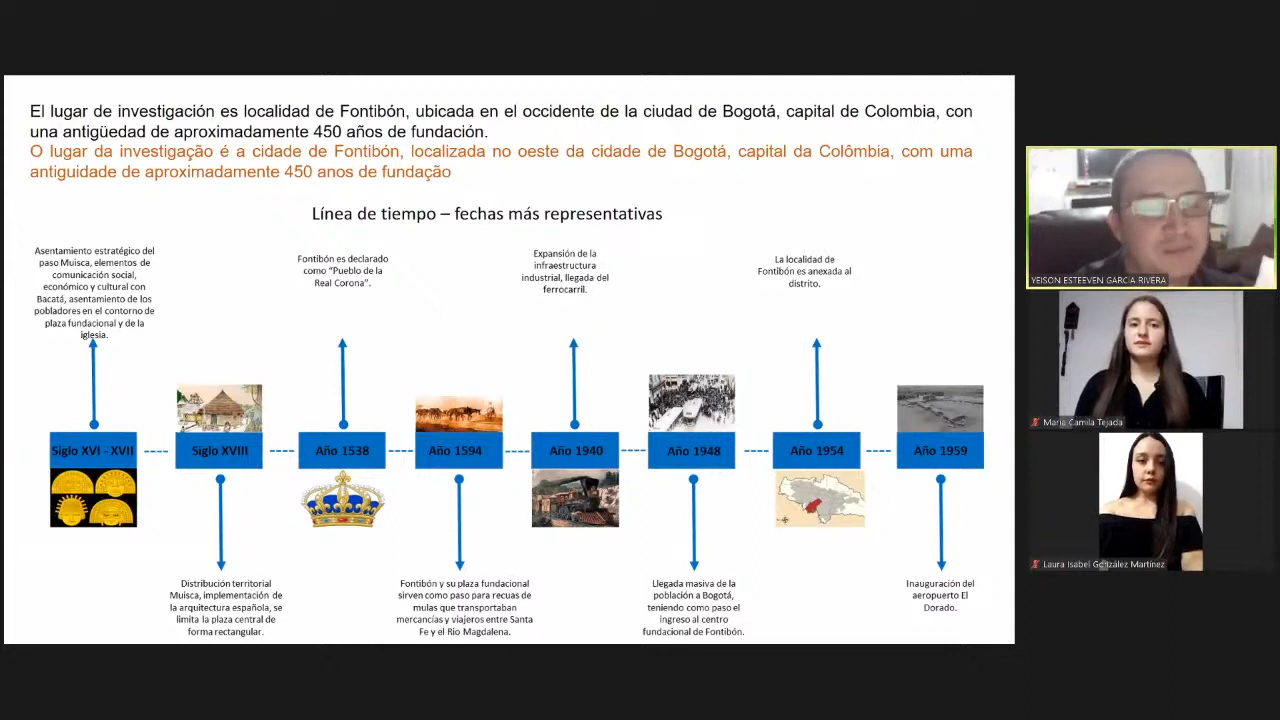 El lugar de investigación es localidad de Fontibón, ubicada en el occidente de la ciudad de Bogotá, capital de Colombia, con
una antigüedad de aproximadamente 450 años de fundación.
O lugar da investigação é a cidade de Fontibón, localizada no oeste da cidade de Bogotá, capital da Colômbia, com uma
antiguidade de aproximadamente 450 anos de fundação
Línea de tiempo – fechas más representativas
Asentamiento estratégico del
paso Muisca, elementos de
comunicación social,
económico y cultural con
Bacatá, asentamiento de los
pobladores en el contorno de
plaza fundacional y de la
iglesia.
Fontibón es declarado
como “Pueblo de la
Real Corona”.
Expansión de la
infraestructura
industrial, llegada del
ferrocarril.
La localidad de
Fontibón es anexada al
distrito.
Siglo XVI - XVII
Siglo XVIII
Año 1538
Año 1594
Año 1940
Año 1948
Año 1954
Año 1959
Distribución territorial
Muisca, implementación de
la arquitectura española, se
limita la plaza central de
forma rectangular.
Fontibón y su plaza fundacional
sirven como paso para recuas de
mulas que transportaban
mercancías y viajeros entre Santa
Fe y el Río Magdalena.
Llegada masiva de la
población a Bogotá,
teniendo como paso el
ingreso al centro
fundacional de Fontibón.
Inauguración del
aeropuerto El
Dorado.
YEISON ESTEEVEN GARCIA RIVERA
Maria Camila Tejada
Laura Isabel González Martínez